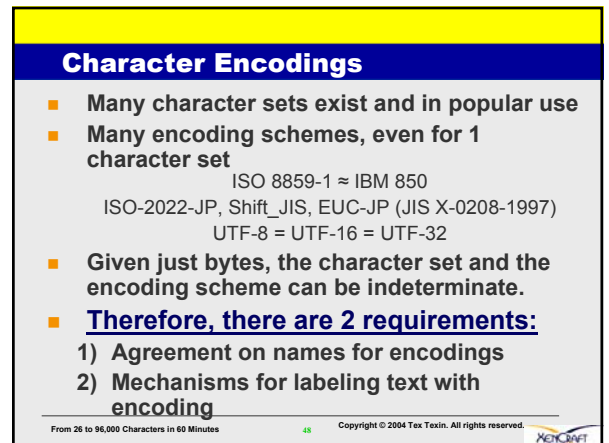 Character Encodings
Many character sets exist and in popular use
Many encoding schemes, even for 1
character set
ISO 8859-1 ≈ IBM 850
ISO-2022-JP, Shift_JIS, EUC-JP (JIS X-0208-1997)
UTF-8 = UTF-16 = UTF-32
Given just bytes, the character set and the
encoding scheme can be indeterminate.
Therefore, there are 2 requirements:
1) Agreement on names for encodings
2) Mechanisms for labeling text with
encoding
From 26 to 96,000 Characters in 60 Minutes 48 Copyright © 2004 Tex Texin. All rights reserved.
XENCRAFT